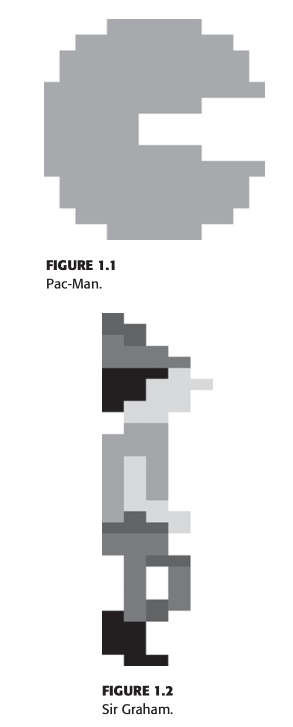 FIGURE 1.1
Pac-Man.
FIGURE 1.2
Sir Graham.